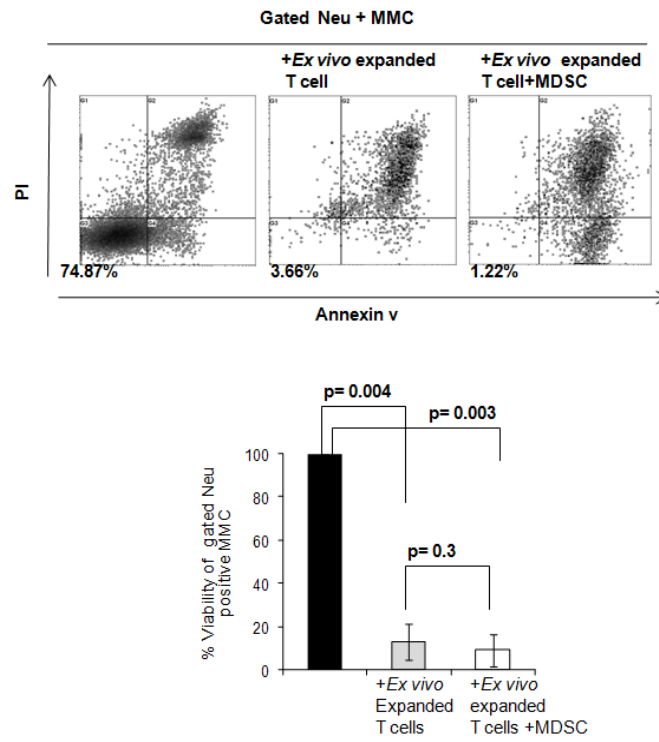 Gated Neu + MMC
+Ex vivo expanded
T cell
+Ex vivo expanded
T cell+MDSC
PI
G1
G2
G3
G4
74.87%
G1
G2
G3
G4
3.66%
G1
G2
G3
G4
1.22%
Annexin v
p= 0.004
p= 0.003
p= 0.3
% Viability of gated Neu
positive MMC
100
80
60
40
20
0
+Ex vivo
Expanded
T cells
+Ex vivo
expanded
T cells +MDSC